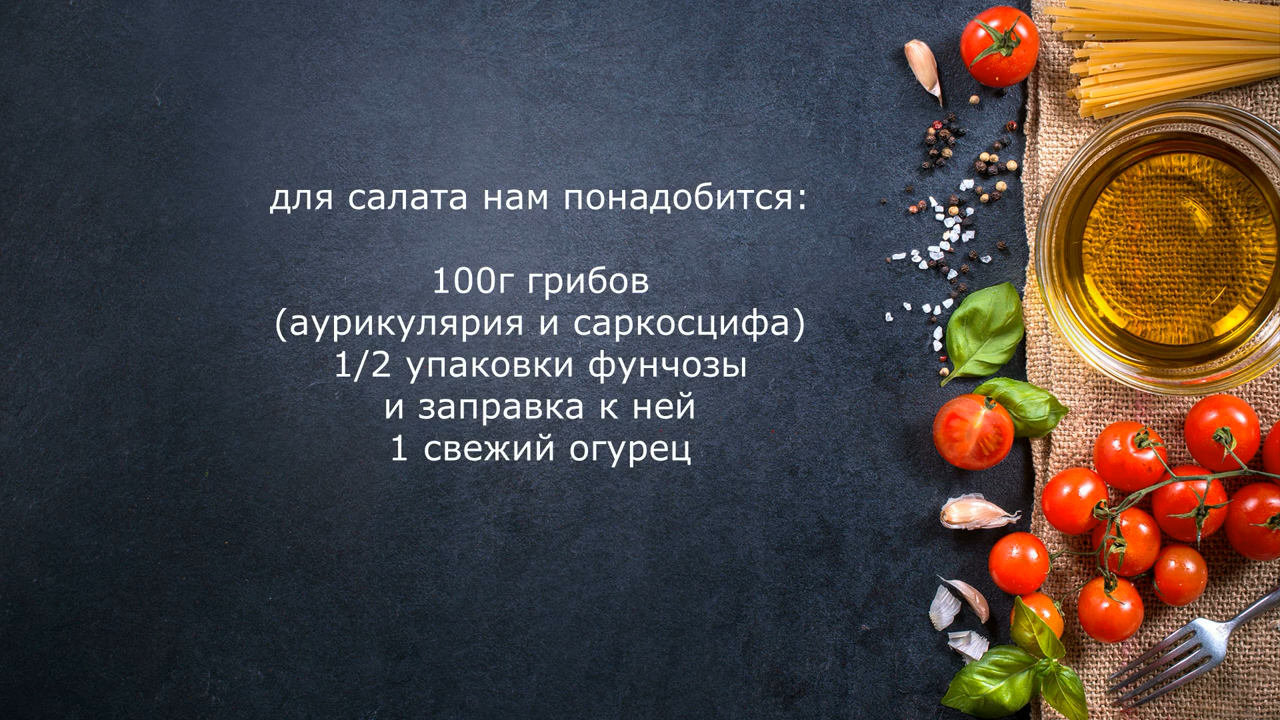 для салата нам понадобится:
100г грибов
(аурикулярия и саркосцифа)
1/2 упаковки фунчозы
и заправка к ней
1 свежий огурец